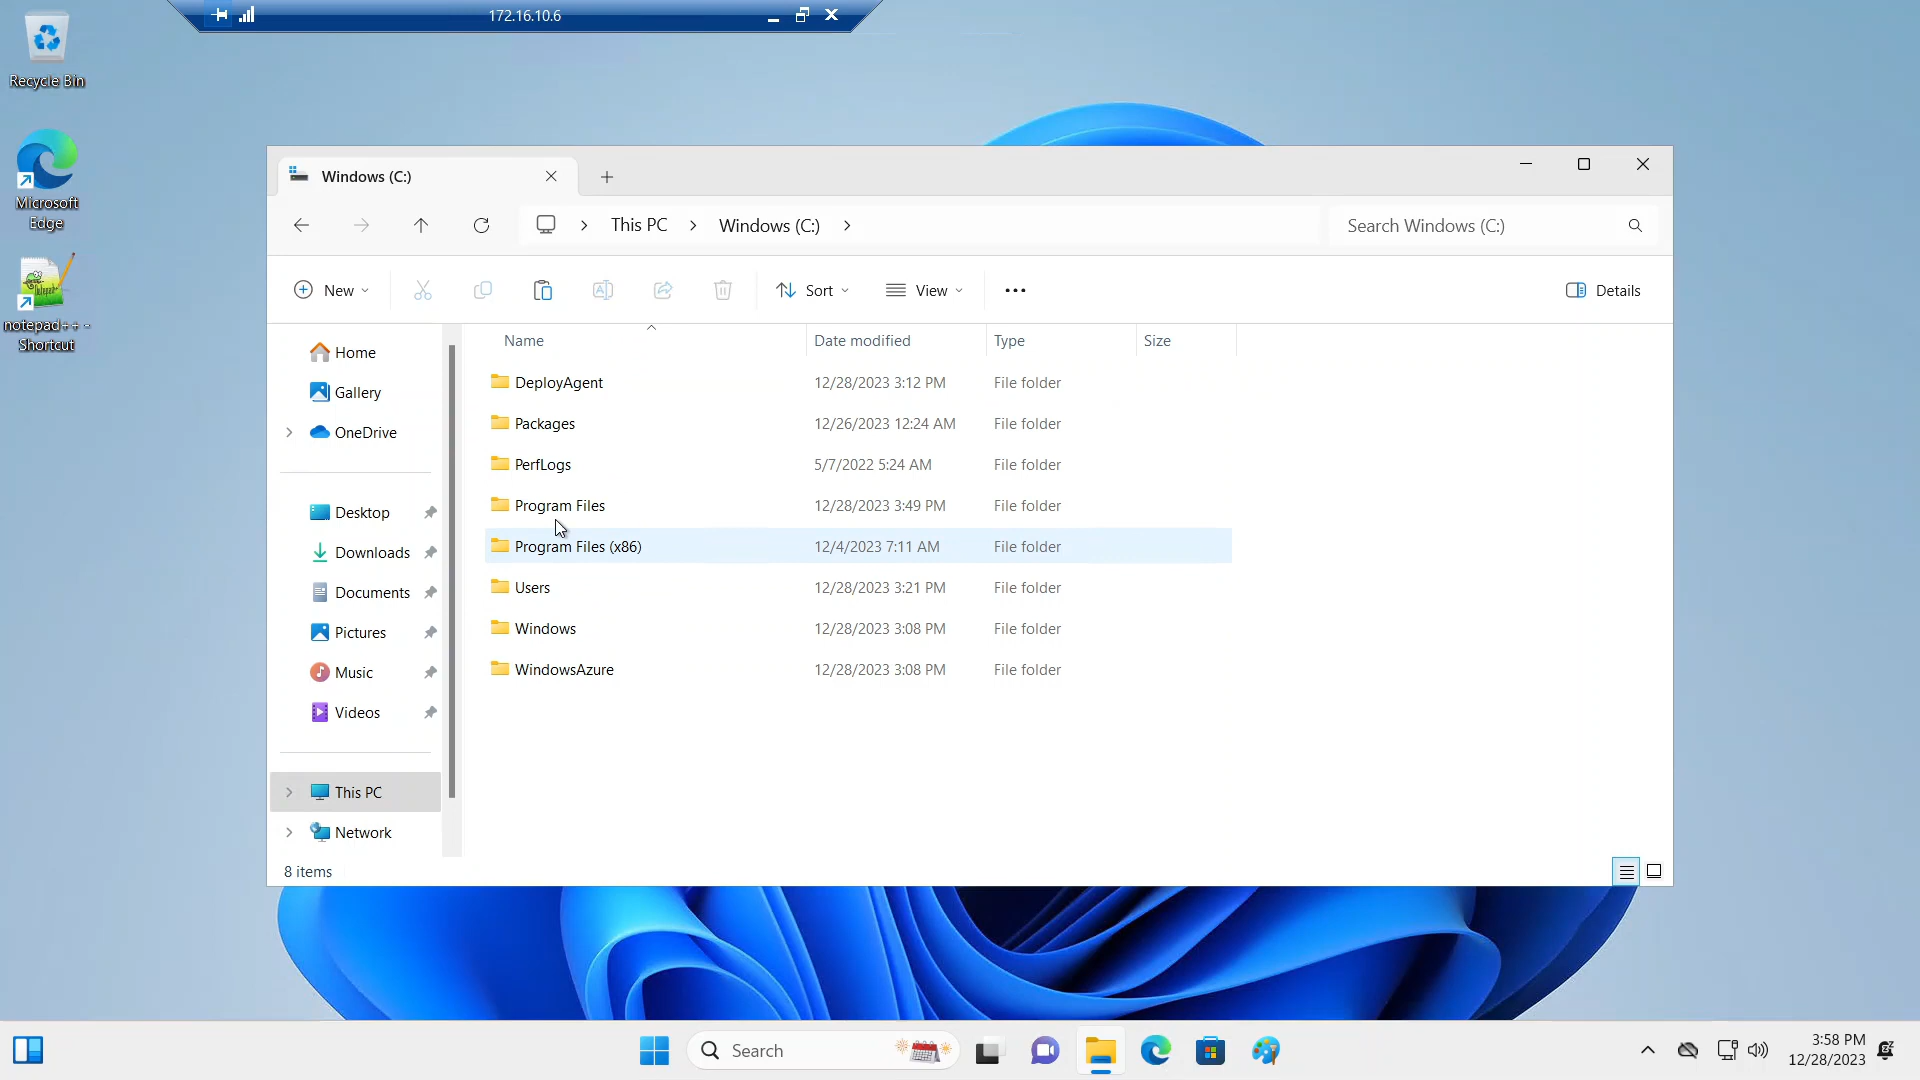 172.16.10.6
Recycle Bin
Microsoft
Edge
notepad++ -
Shortcut
Windows (C:)
This PC
Windows (C:)
Search Windows (C:)
New
Sort
View
Details
Name
Date modified
Type
Size
Home
Gallery
OneDrive
Desktop
Downloads
Documents
Pictures
Music
Videos
This PC
Network
DeployAgent 12/28/2023 3:12 PM File folder
Packages 12/26/2023 12:24 AM File folder
PerfLogs 5/7/2022 5:24 AM File folder
Program Files 12/28/2023 3:49 PM File folder
Program Files (x86) 12/4/2023 7:11 AM File folder
Users 12/28/2023 3:21 PM File folder
Windows 12/28/2023 3:08 PM File folder
WindowsAzure 12/28/2023 3:08 PM File folder
8 items
Search
3:58 PM
12/28/2023